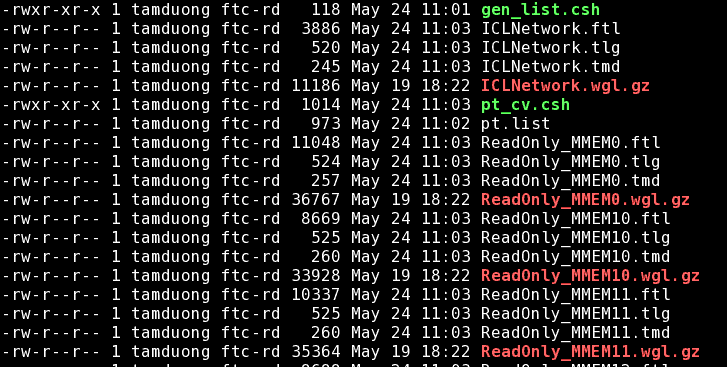 -rwxr-xr-x 1 tamduong ftc-rd   118 May 24 11:01 gen_list.csh
-rw-r--r-- 1 tamduong ftc-rd  3886 May 24 11:03 ICLNetwork.ftl
-rw-r--r-- 1 tamduong ftc-rd   520 May 24 11:03 ICLNetwork.tlg
-rw-r--r-- 1 tamduong ftc-rd   245 May 24 11:03 ICLNetwork.tmd
-rw-r--r-- 1 tamduong ftc-rd 11186 May 19 18:22 ICLNetwork.wgl.gz
-rwxr-xr-x 1 tamduong ftc-rd  1014 May 24 11:03 pt_cv.csh
-rw-r--r-- 1 tamduong ftc-rd   973 May 24 11:02 pt.list
-rw-r--r-- 1 tamduong ftc-rd 11048 May 24 11:03 ReadOnly_MMEM0.ftl
-rw-r--r-- 1 tamduong ftc-rd   524 May 24 11:03 ReadOnly_MMEM0.tlg
-rw-r--r-- 1 tamduong ftc-rd   257 May 24 11:03 ReadOnly_MMEM0.tmd
-rw-r--r-- 1 tamduong ftc-rd 36767 May 19 18:22 ReadOnly_MMEM0.wgl.gz
-rw-r--r-- 1 tamduong ftc-rd  8669 May 24 11:03 ReadOnly_MMEM10.ftl
-rw-r--r-- 1 tamduong ftc-rd   525 May 24 11:03 ReadOnly_MMEM10.tlg
-rw-r--r-- 1 tamduong ftc-rd   260 May 24 11:03 ReadOnly_MMEM10.tmd
-rw-r--r-- 1 tamduong ftc-rd 33928 May 19 18:22 ReadOnly_MMEM10.wgl.gz
-rw-r--r-- 1 tamduong ftc-rd 10337 May 24 11:03 ReadOnly_MMEM11.ftl
-rw-r--r-- 1 tamduong ftc-rd   525 May 24 11:03 ReadOnly_MMEM11.tlg
-rw-r--r-- 1 tamduong ftc-rd   260 May 24 11:03 ReadOnly_MMEM11.tmd
-rw-r--r-- 1 tamduong ftc-rd 35364 May 19 18:22 ReadOnly_MMEM11.wgl.gz